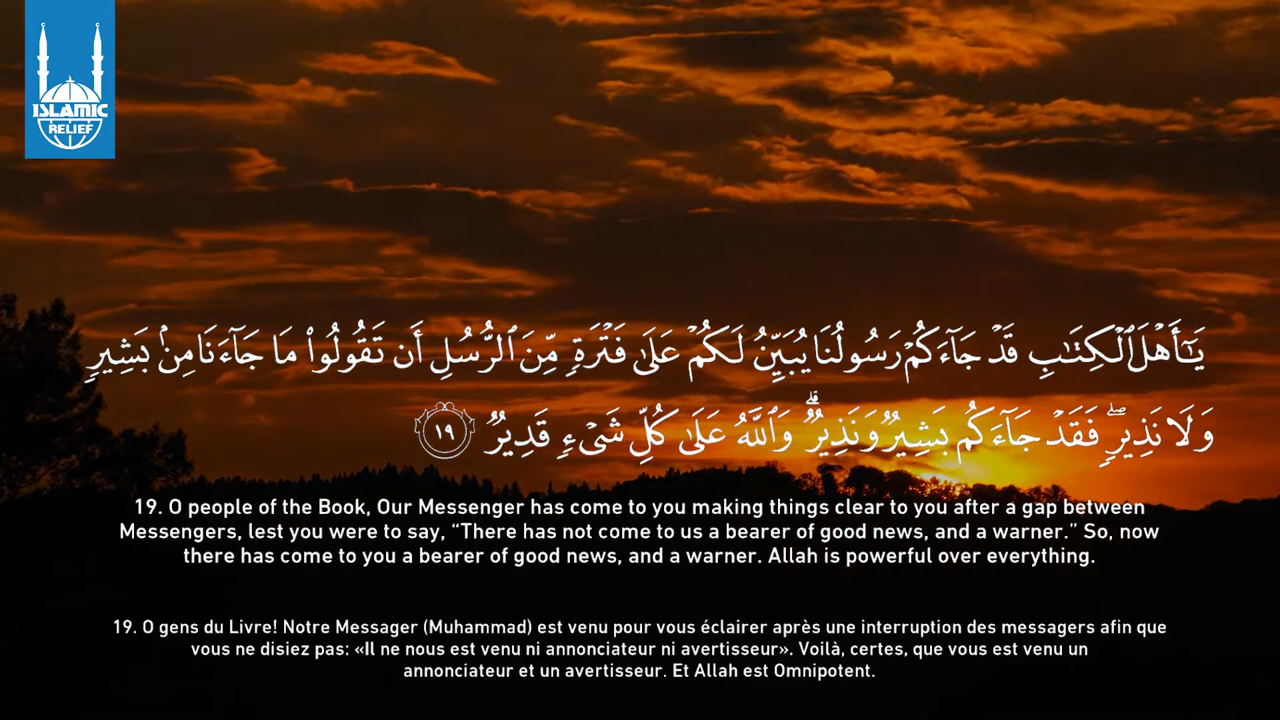 ISLAMIC
RELIEF
يَـٰٓأَهْلَ ٱلْكِتَـٰبِ قَدْ جَآءَكُمْ رَسُولُنَا يُبَيِّنُ لَكُمْ عَلَىٰ فَتْرَةٍ مِّنَ ٱلرُّسُلِ أَن تَقُولُوا۟ مَا جَآءَنَا مِنۢ بَشِيرٍ
وَلَا نَذِيرٍ ۖ فَقَدْ جَآءَكُم بَشِيرٌ وَنَذِيرٌ ۗ وَٱللَّهُ عَلَىٰ كُلِّ شَىْءٍ قَدِيرٌ ١٩
19. O people of the Book, Our Messenger has come to you making things clear to you after a gap between
Messengers, lest you were to say, “There has not come to us a bearer of good news, and a warner.” So, now
there has come to you a bearer of good news, and a warner. Allah is powerful over everything.
19. O gens du Livre! Notre Messager (Muhammad) est venu pour vous éclairer après une interruption des messagers afin que
vous ne disiez pas: «Il ne nous est venu ni annonciateur ni avertisseur». Voilà, certes, que vous est venu un
annonciateur et un avertisseur. Et Allah est Omnipotent.